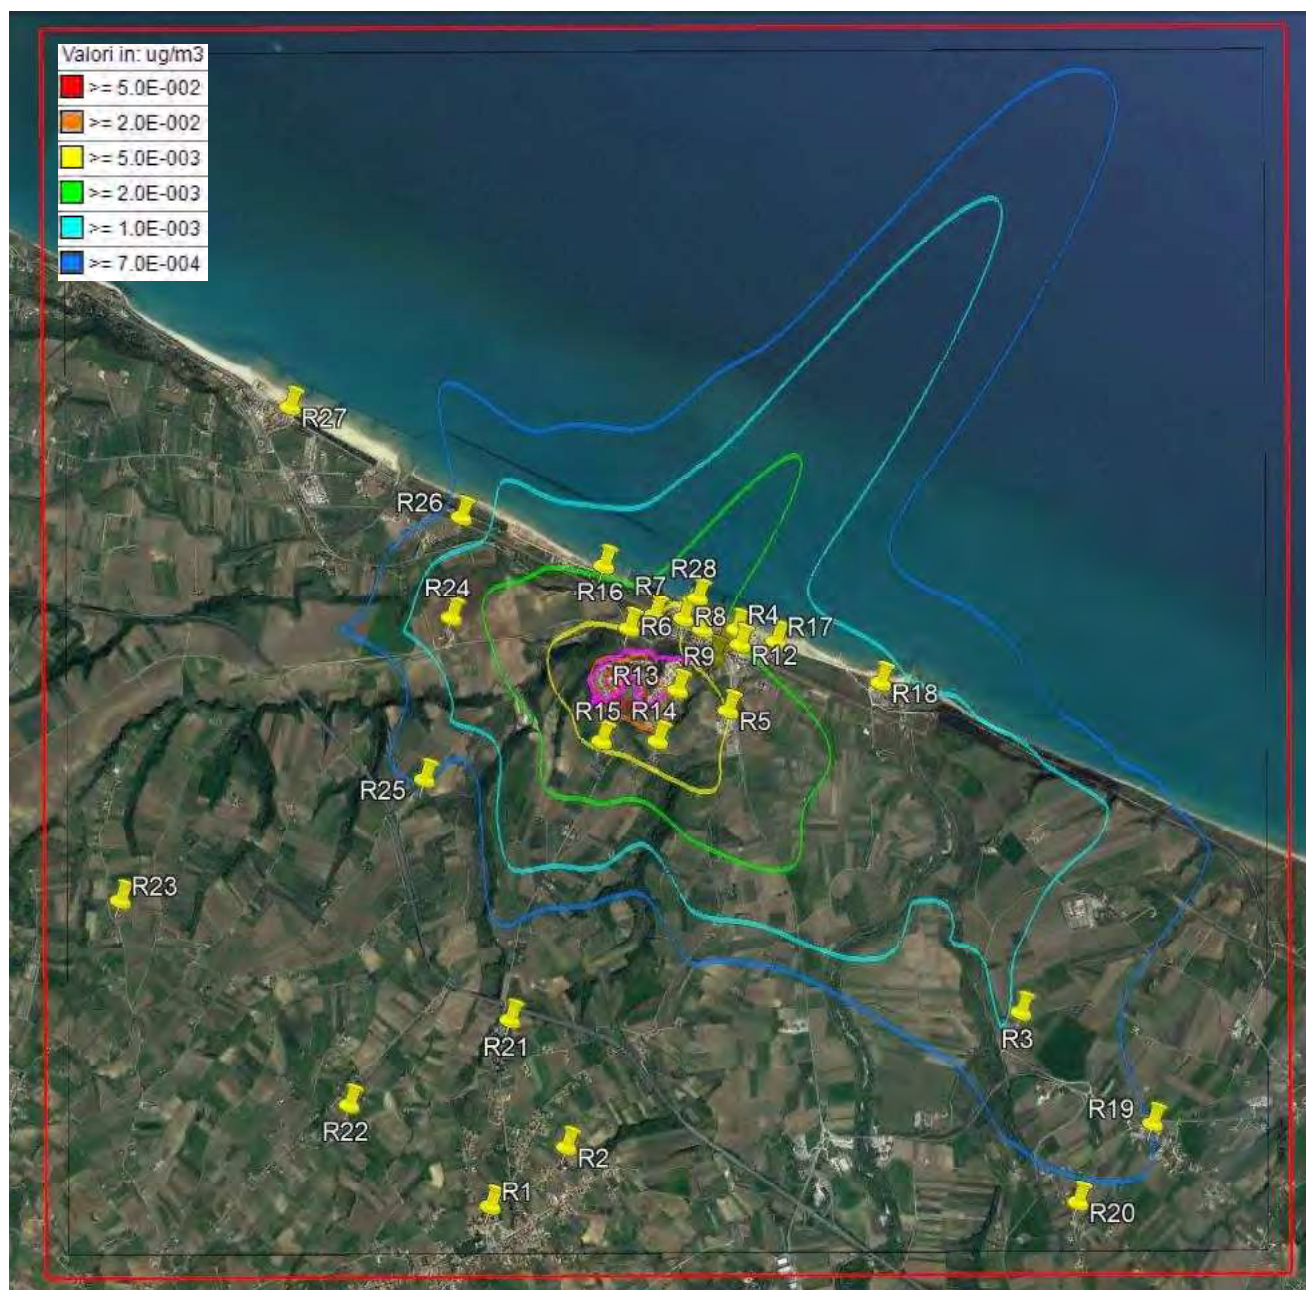 Valori in: ug/m3
>= 5.0E-002
>= 2.0E-002
>= 5.0E-003
>= 2.0E-003
>= 1.0E-003
>= 7.0E-004
R27
R26
R28
R16
R7
R24
R6
R8
R4
R17
R12
R9
R13
R18
R15
R14
R5
R25
R23
R3
R21
R19
R22
R2
R1
R20